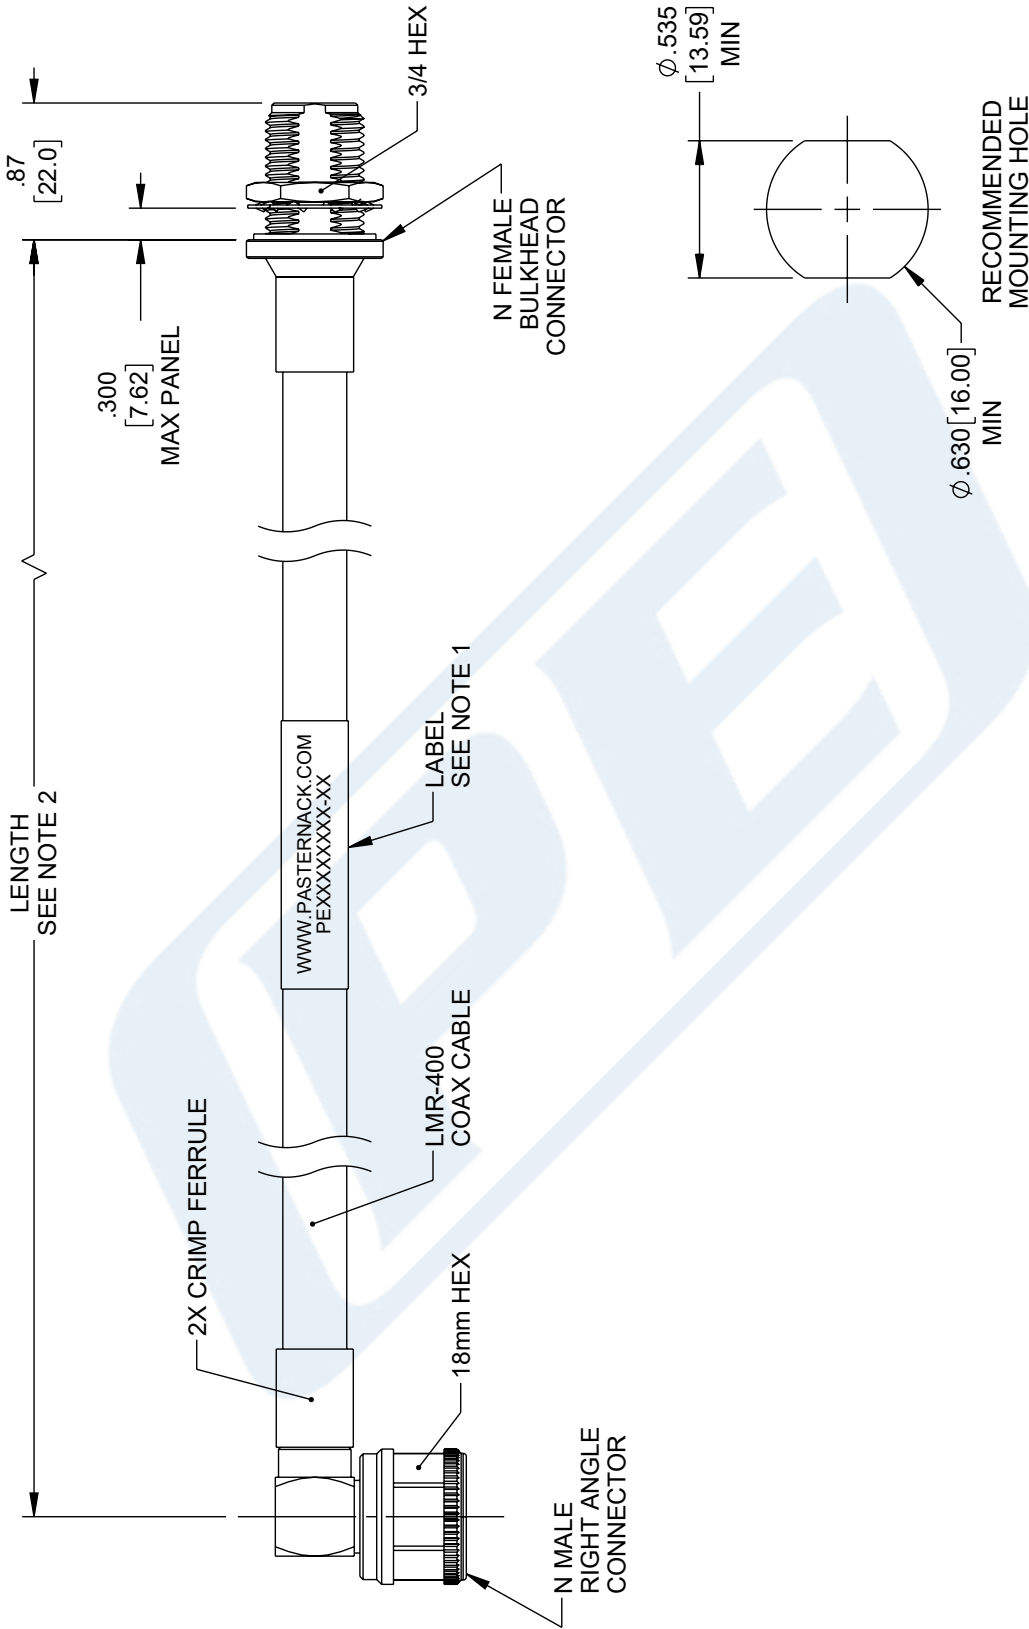 LENGTH
SEE NOTE 2
.87
[22.0]
.300
[7.62]
MAX PANEL
2X CRIMP FERRULE
WWW.PASTERNACK.COM
PEXXXXXXXX-XX
3/4 HEX
LMR-400
COAX CABLE
LABEL
SEE NOTE 1
18mm HEX
N FEMALE
BULKHEAD
CONNECTOR
N MALE
RIGHT ANGLE
CONNECTOR
Ø.535
[13.59]
MIN
Ø.630[16.00]
MIN
RECOMMENDED
MOUNTING HOLE
PE